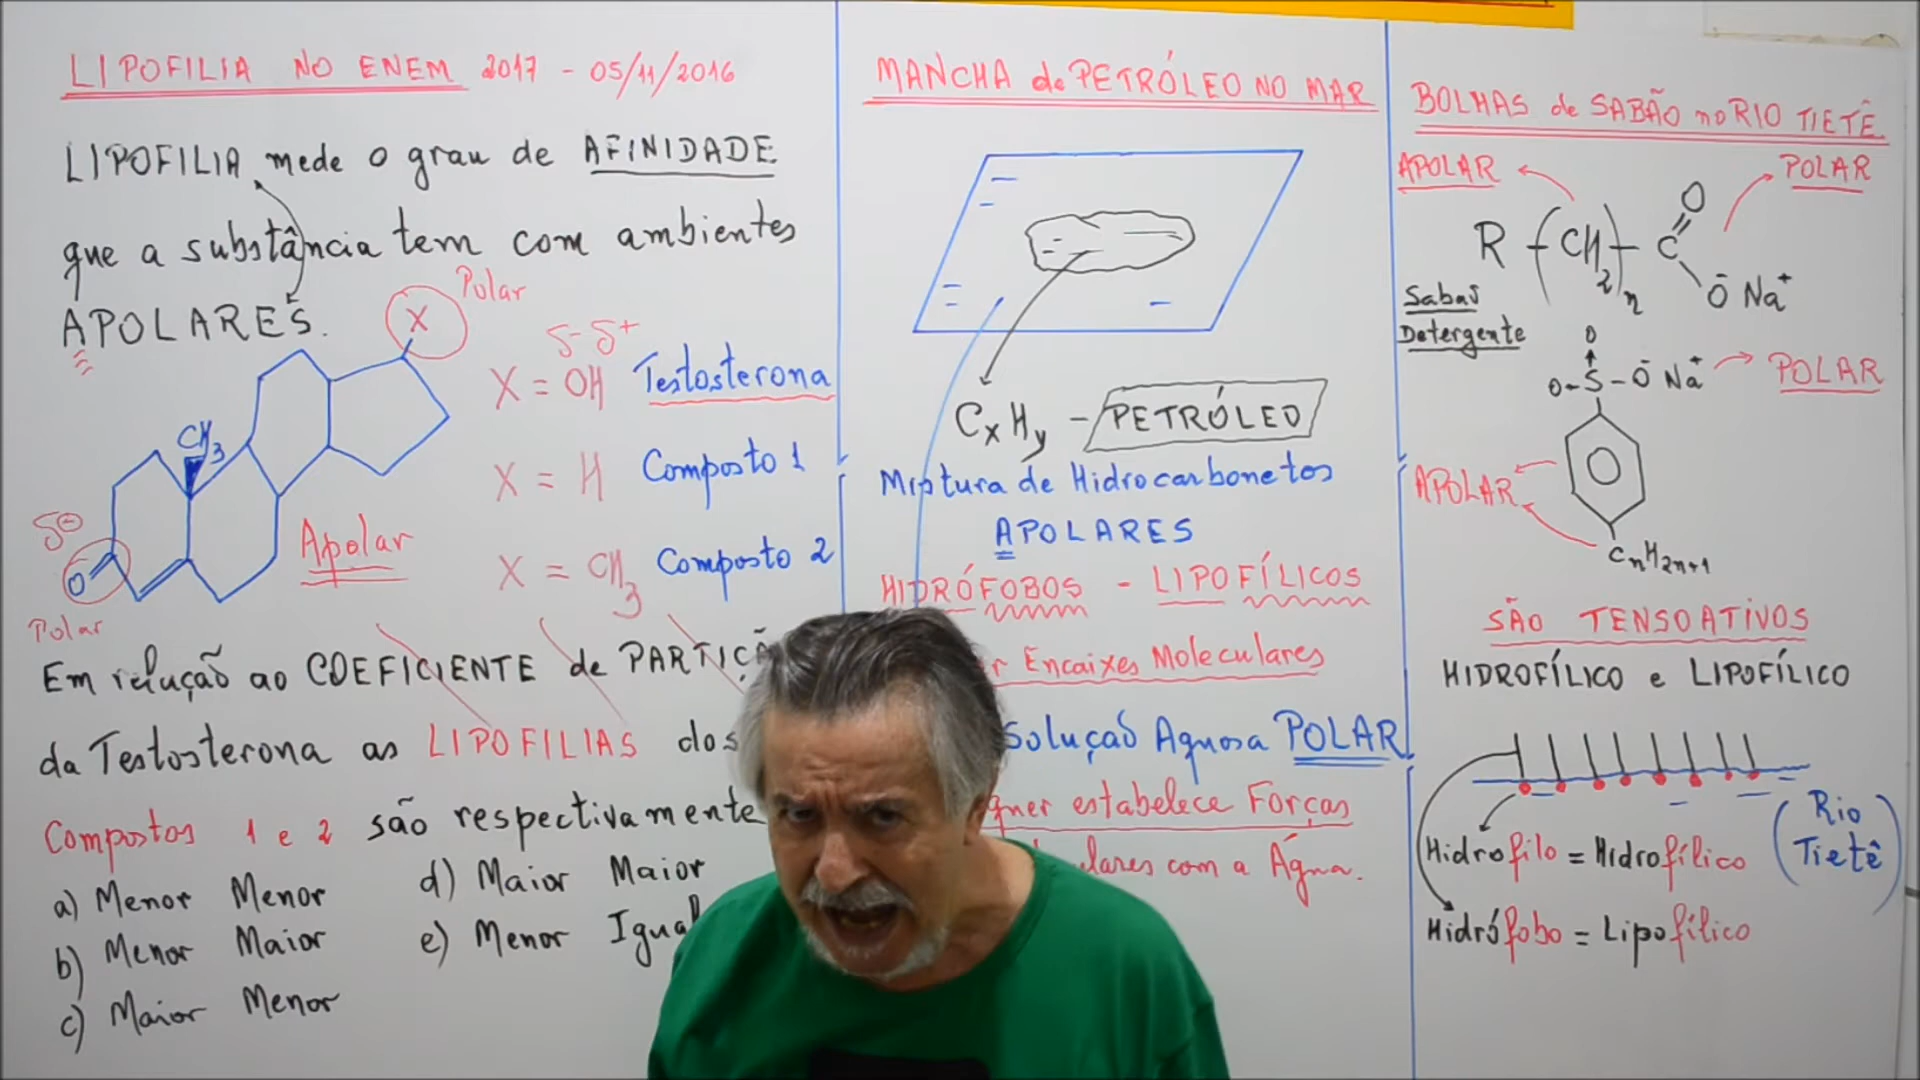 LIPOFILIA NO ENEM 2017 - 05/11/2016
LIPOFILIA mede o grau de AFINIDADE
que a substância tem com ambientes
APOLARES.
Polar
X
CH3
δ⊖
O
Polar
Apolar
δ- δ+
X = OH Testosterona
X = H Composto 1
X = CH3 Composto 2
Em relação ao COEFICIENTE de PARTIÇÃ
da Testosterona as LIPOFILIAS dos
Compostos 1 e 2 são respectivamente
a) Menor Menor
b) Menor Maior
c) Maior Menor
d) Maior Maior
e) Menor Igual
MANCHA de PETRÓLEO NO MAR
CxHy - PETRÓLEO
Mistura de Hidrocarbonetos
APOLARES
HIDRÓFOBOS - LIPOFÍLICOS
r Encaixes Moleculares
Solução Aquosa POLAR
quer estabelece Forças
ulares com a Água.
BOLHAS de SABÃO no RIO TIETÊ
APOLAR
POLAR
R (CH2)n C O
Ō Na+
Sabão
Detergente
O
O-S-Ō Na+
POLAR
APOLAR
CnH2n+1
SÃO TENSOATIVOS
HIDROFÍLICO e LIPOFÍLICO
Hidrofilo = Hidrofílico
(Rio Tietê)
Hidrófobo = Lipofílico